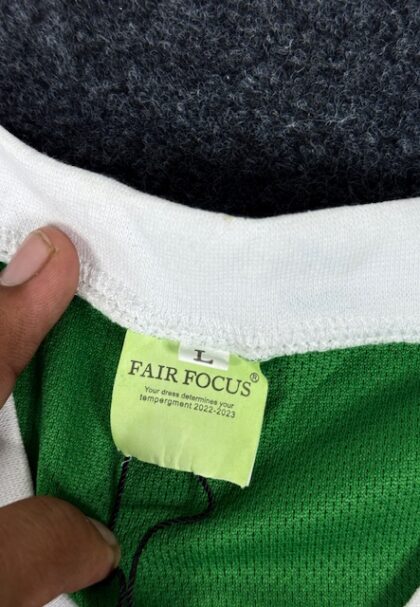 L
FAIR FOCUS®
Your dress determines your
tempergment 2022-2023